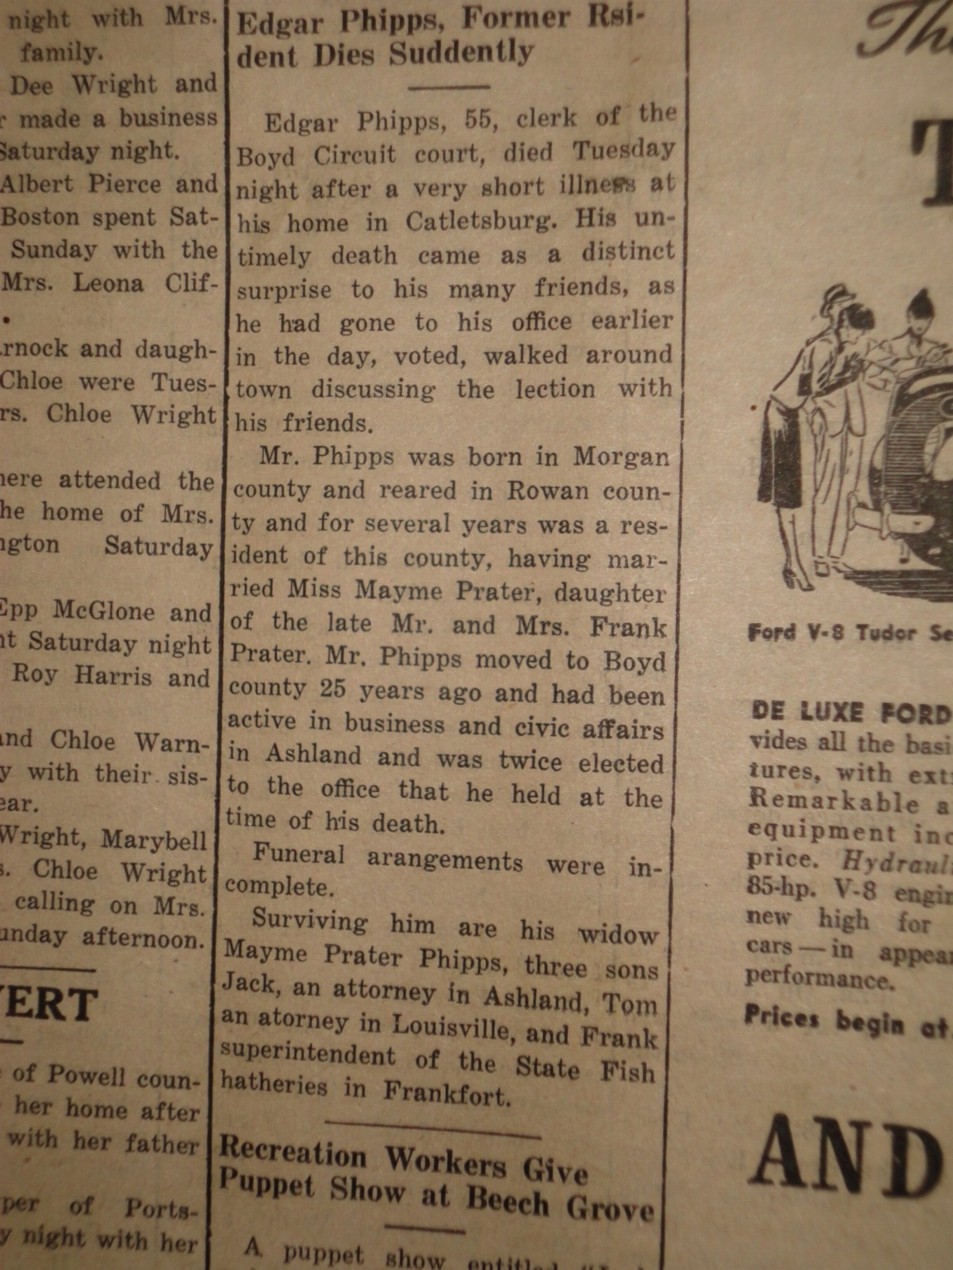 night with Mrs.
family.
Dee Wright and
made a business
Saturday night.
Albert Pierce and
Boston spent Sat-
Sunday with the
Mrs. Leona Clif-
.
rnock and daugh-
Chloe were Tues-
rs. Chloe Wright
here attended the
he home of Mrs.
ngton Saturday
Epp McGlone and
nt Saturday night
Roy Harris and
and Chloe Warn-
y with their sis-
ear.
Wright, Marybell
s. Chloe Wright
calling on Mrs.
unday afternoon.
VERT
of Powell coun-
her home after
with her father
per of Ports-
y night with her
Edgar Phipps, Former Rsi-
dent Dies Suddently
Edgar Phipps, 55, clerk of the
Boyd Circuit court, died Tuesday
night after a very short illness at
his home in Catletsburg. His un-
timely death came as a distinct
surprise to his many friends, as
he had gone to his office earlier
in the day, voted, walked around
town discussing the lection with
his friends.
Mr. Phipps was born in Morgan
county and reared in Rowan coun-
ty and for several years was a res-
ident of this county, having mar-
ried Miss Mayme Prater, daughter
of the late Mr. and Mrs. Frank
Prater. Mr. Phipps moved to Boyd
county 25 years ago and had been
active in business and civic affairs
in Ashland and was twice elected
to the office that he held at the
time of his death.
Funeral arangements were in-
complete.
Surviving him are his widow
Mayme Prater Phipps, three sons
Jack, an attorney in Ashland, Tom
an atorney in Louisville, and Frank
superintendent of the State Fish
hatheries in Frankfort.
Recreation Workers Give
Puppet Show at Beech Grove
A puppet show entitled
Th
T
Ford V-8 Tudor Se
DE LUXE FORD
vides all the basi
tures, with ext
Remarkable a
equipment inc
price. Hydraul
85-hp. V-8 engin
new high for
cars — in appear
performance.
Prices begin at
AND